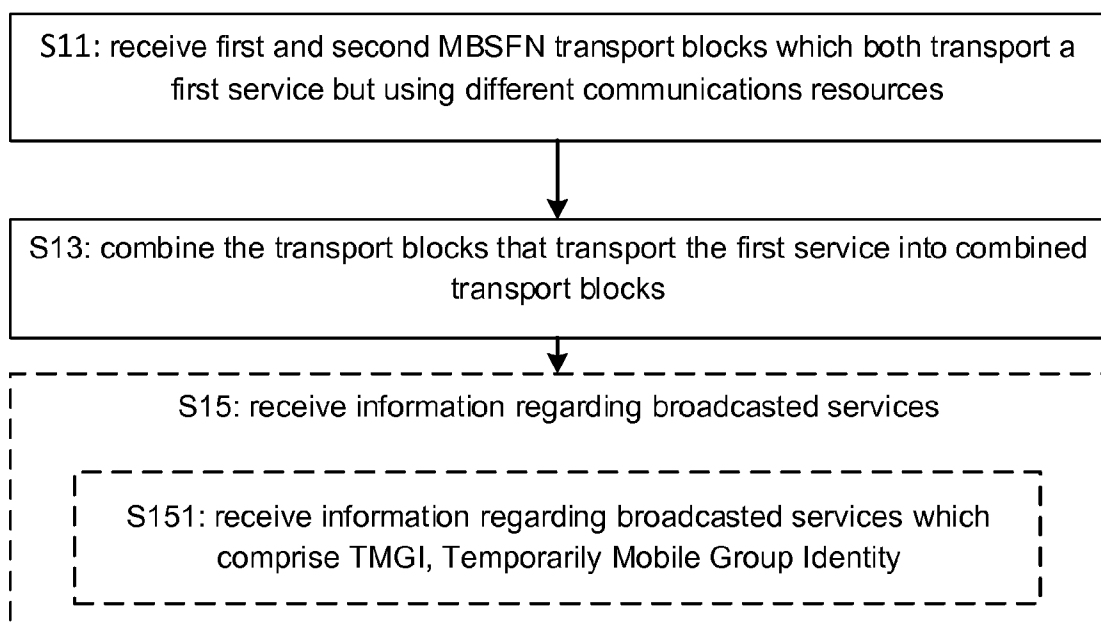 S11: receive first and second MBSFN transport blocks which both transport a
first service but using different communications resources
S13: combine the transport blocks that transport the first service into combined
transport blocks
S15: receive information regarding broadcasted services
S151: receive information regarding broadcasted services which
comprise TMGI, Temporarily Mobile Group Identity